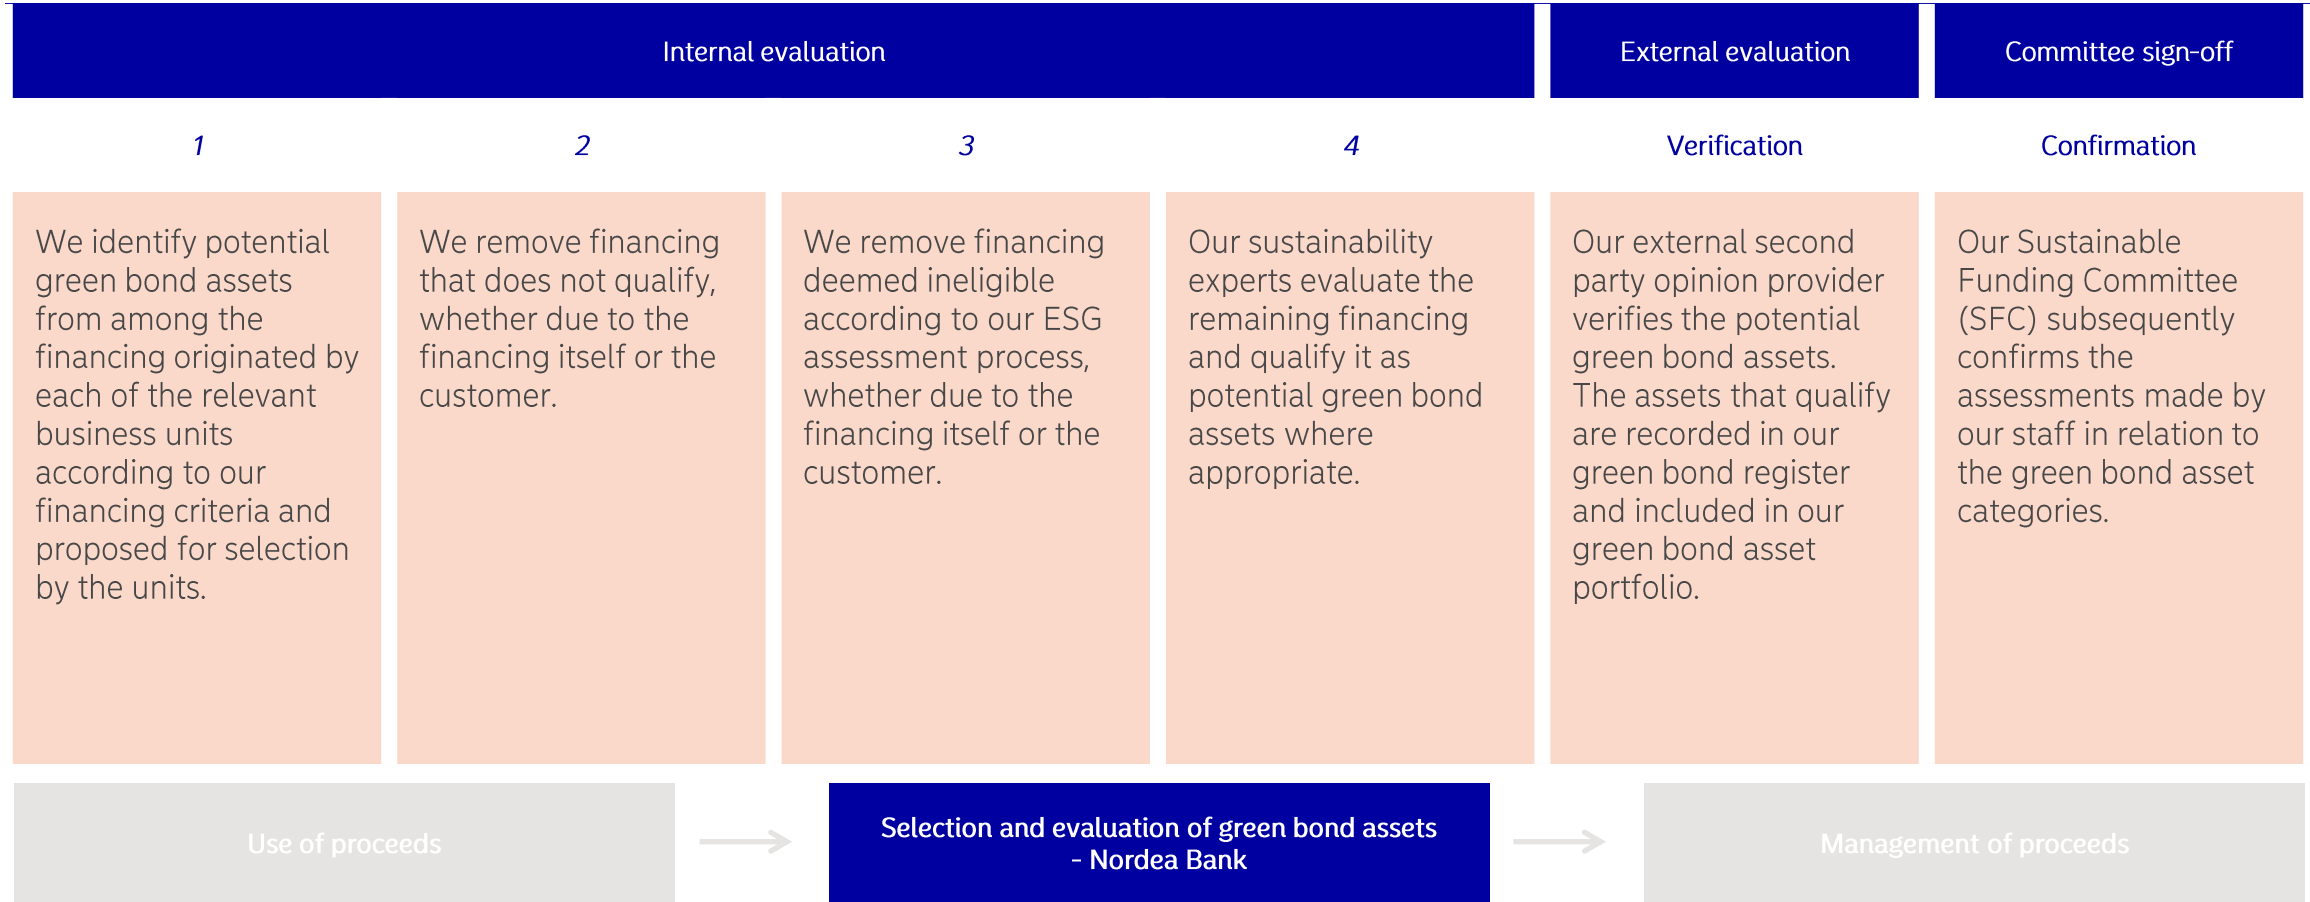 Internal evaluation
External evaluation
Committee sign-off
1
2
3
4
Verification
Confirmation
We identify potential
green bond assets
from among the
financing originated by
each of the relevant
business units
according to our
financing criteria and
proposed for selection
by the units.
We remove financing
that does not qualify,
whether due to the
financing itself or the
customer.
We remove financing
deemed ineligible
according to our ESG
assessment process,
whether due to the
financing itself or the
customer.
Our sustainability
experts evaluate the
remaining financing
and qualify it as
potential green bond
assets where
appropriate.
Our external second
party opinion provider
verifies the potential
green bond assets.
The assets that qualify
are recorded in our
green bond register
and included in our
green bond asset
portfolio.
Our Sustainable
Funding Committee
(SFC) subsequently
confirms the
assessments made by
our staff in relation to
the green bond asset
categories.
Use of proceeds
Selection and evaluation of green bond assets
- Nordea Bank
Management of proceeds